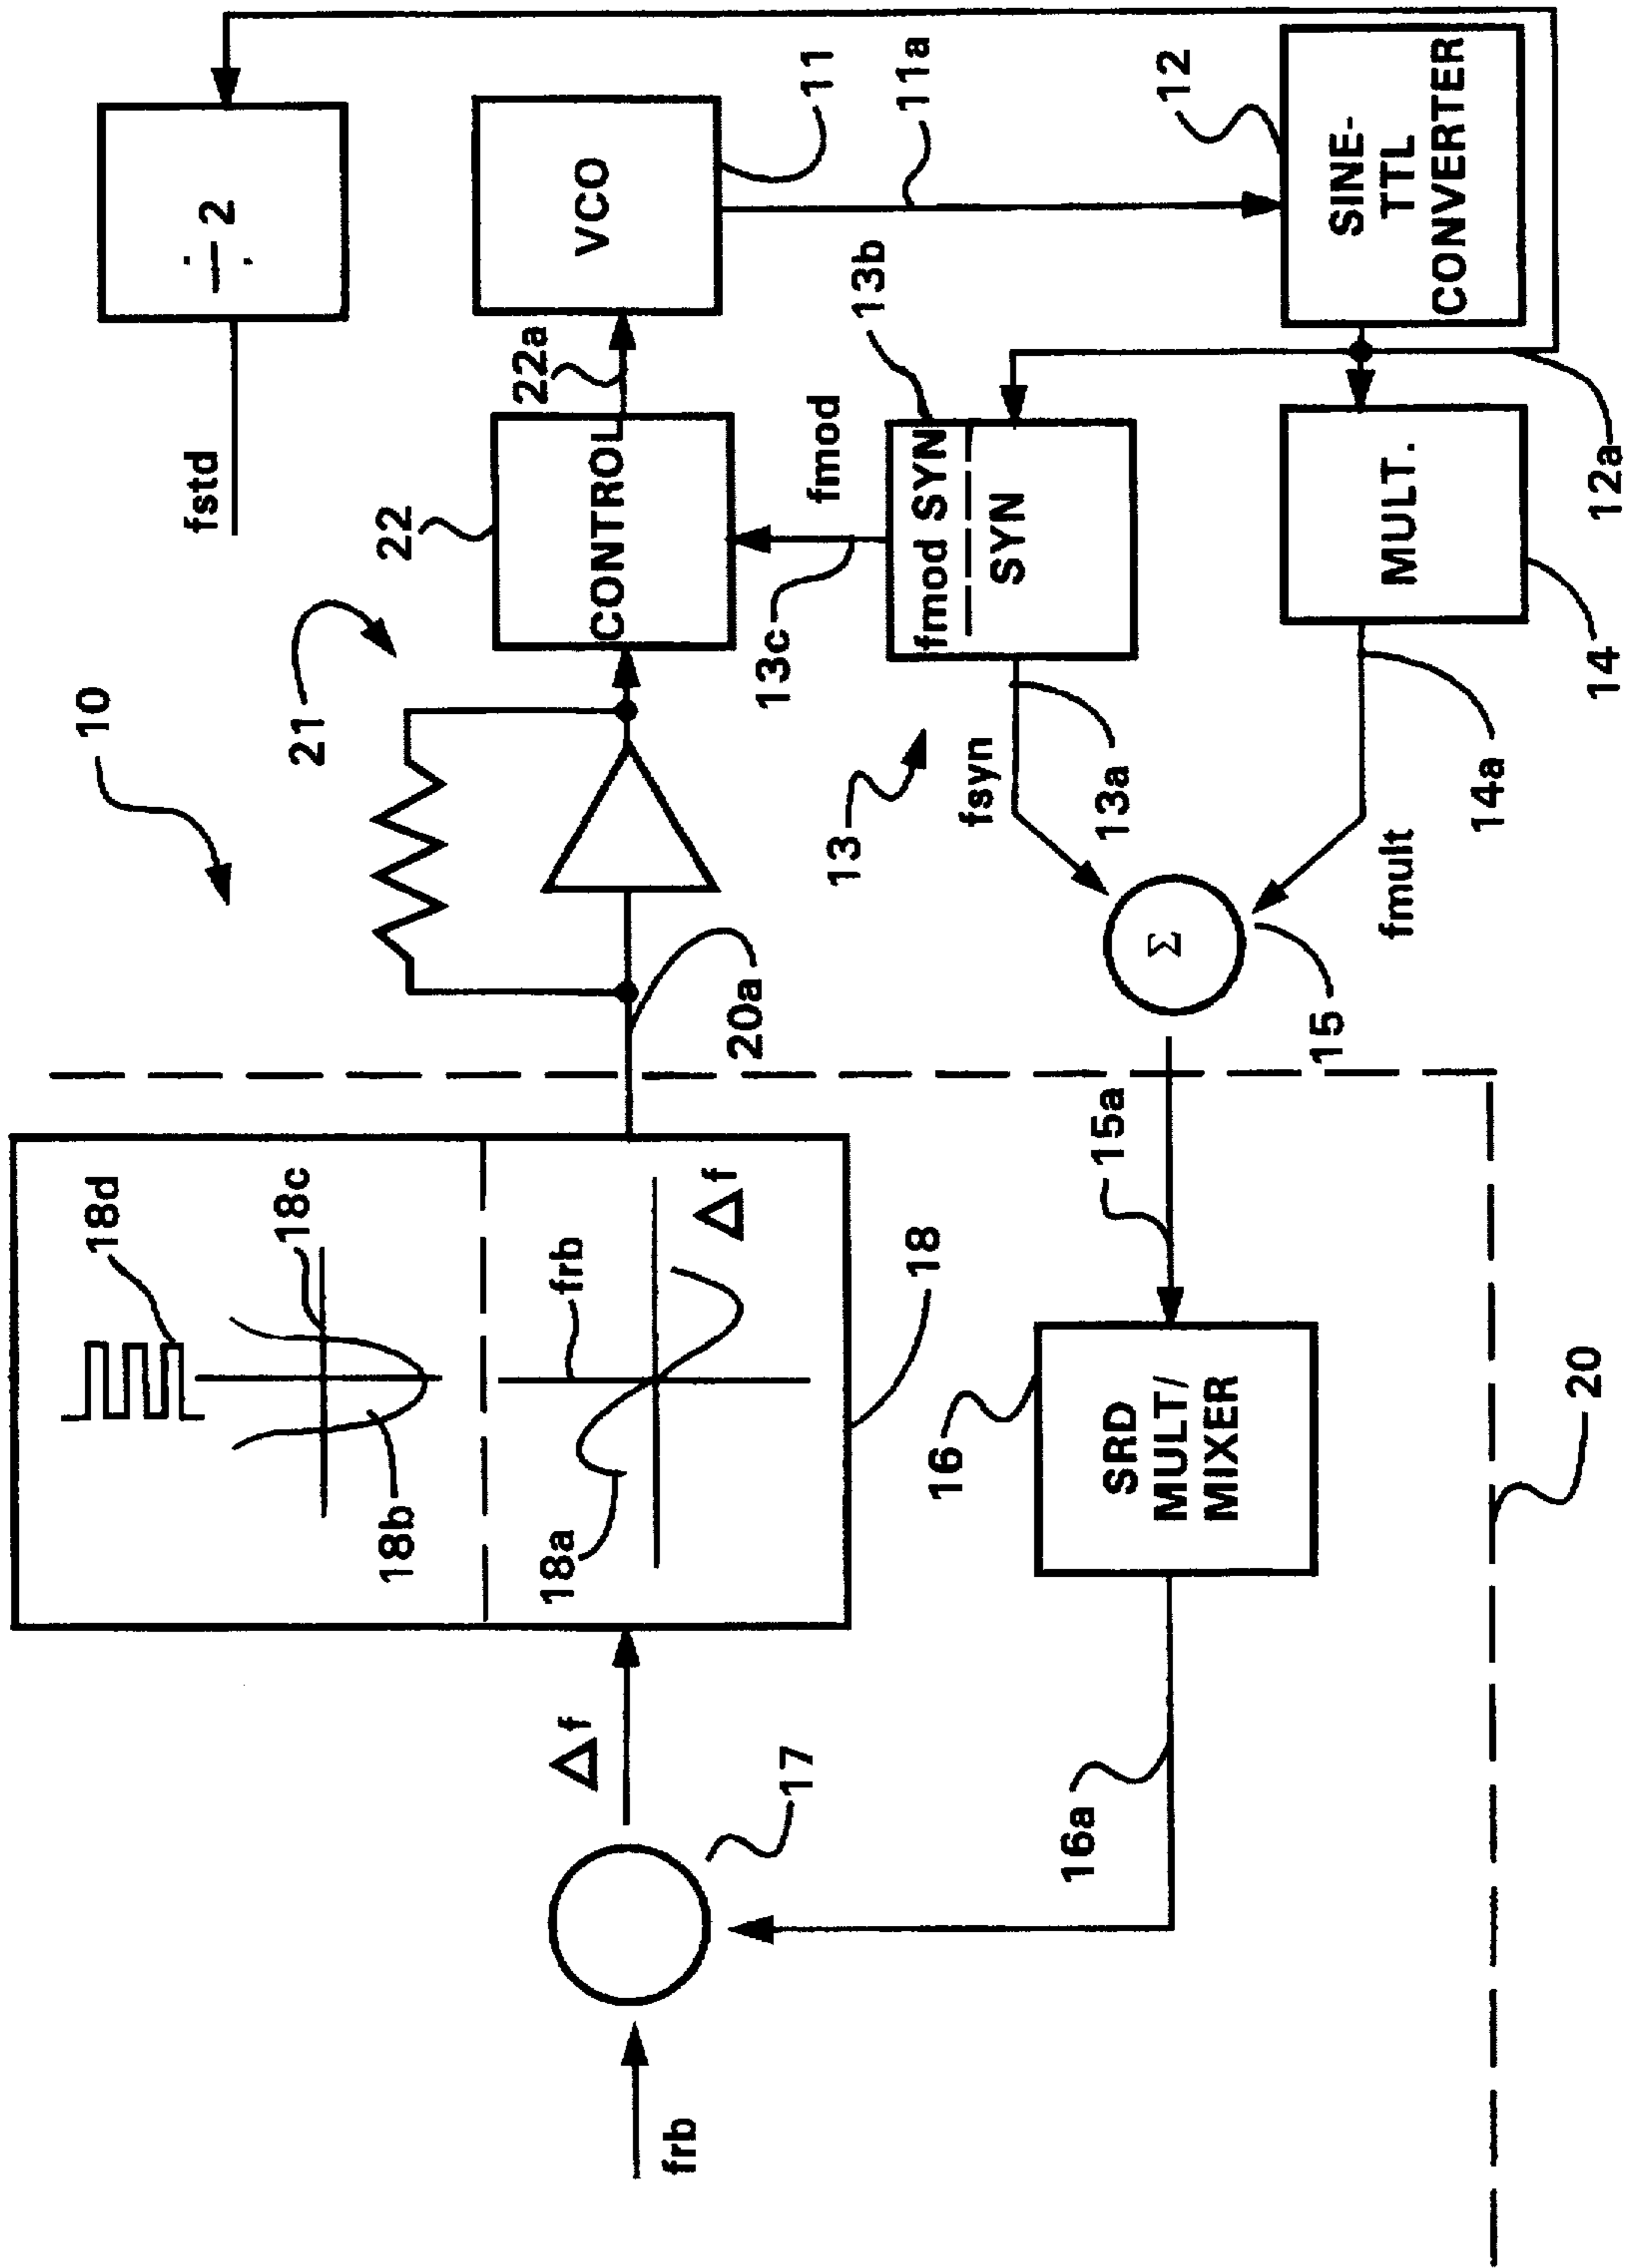 10
÷ 2
fstd
21
22
CONTROL
22a
VCO
11
11a
fmod
13c
13b
fmod SYN
SYN
13
fsyn
13a
12
SINE-
TTL
CONVERTER
12a
MULT.
14
14a
fmult
Σ
15
15a
20a
18d
18c
18b
frb
Δf
18a
18
Δf
17
frb
16
SRD
MULT/
MIXER
16a
20